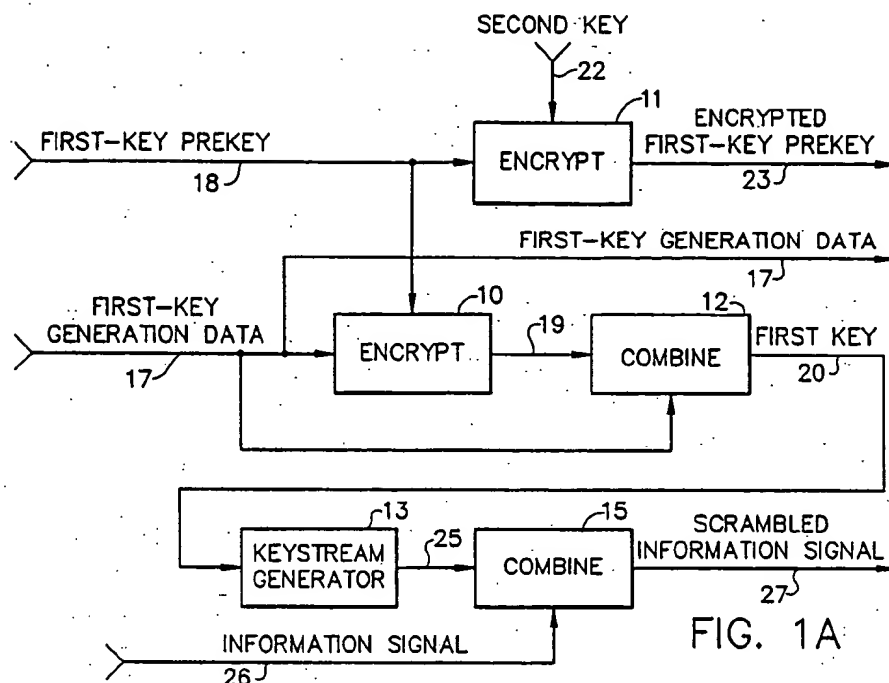 SECOND KEY
22
11
FIRST-KEY PREKEY
18
ENCRYPT
ENCRYPTED
FIRST-KEY PREKEY
23
FIRST-KEY GENERATION DATA
17
FIRST-KEY
GENERATION DATA
17
10
ENCRYPT
19
12
COMBINE
FIRST KEY
20
13
KEYSTREAM
GENERATOR
25
15
COMBINE
SCRAMBLED
INFORMATION SIGNAL
27
INFORMATION SIGNAL
26
FIG. 1A